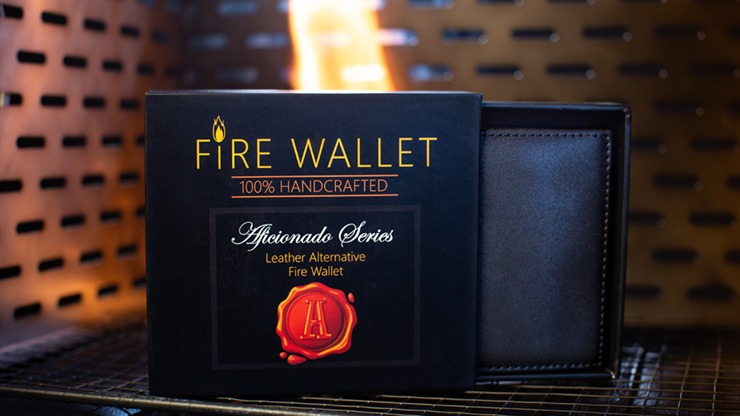 FIRE WALLET
100% HANDCRAFTED
Aficionado Series
Leather Alternative
Fire Wallet
A